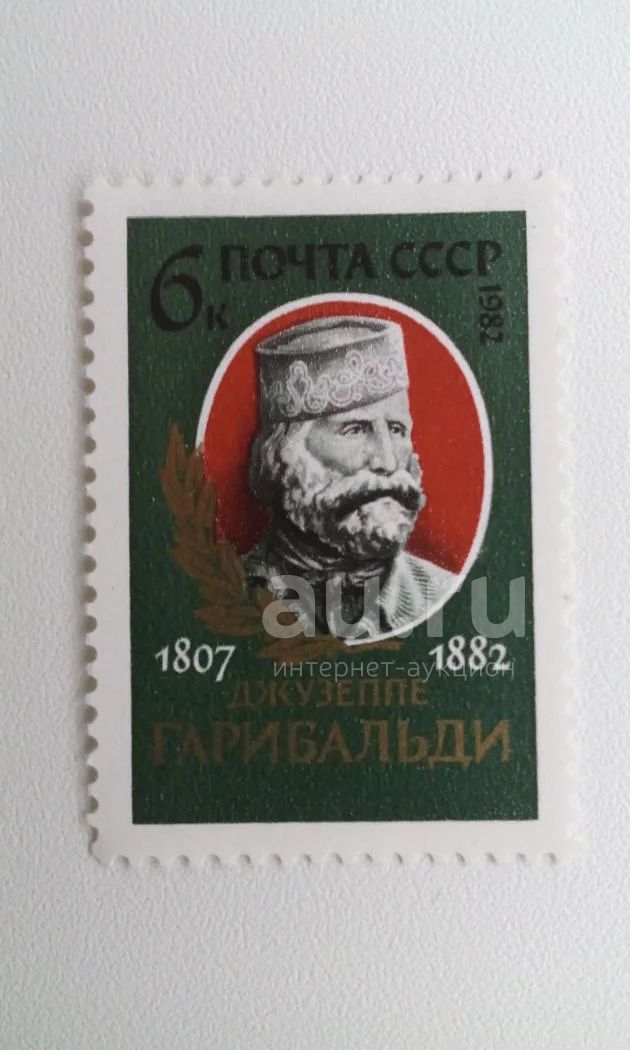 6к ПОЧТА СССР
1982
1807 1882
au.ru
интернет-аукцион
ДЖУЗЕППЕ
ГАРИБАЛЬДИ